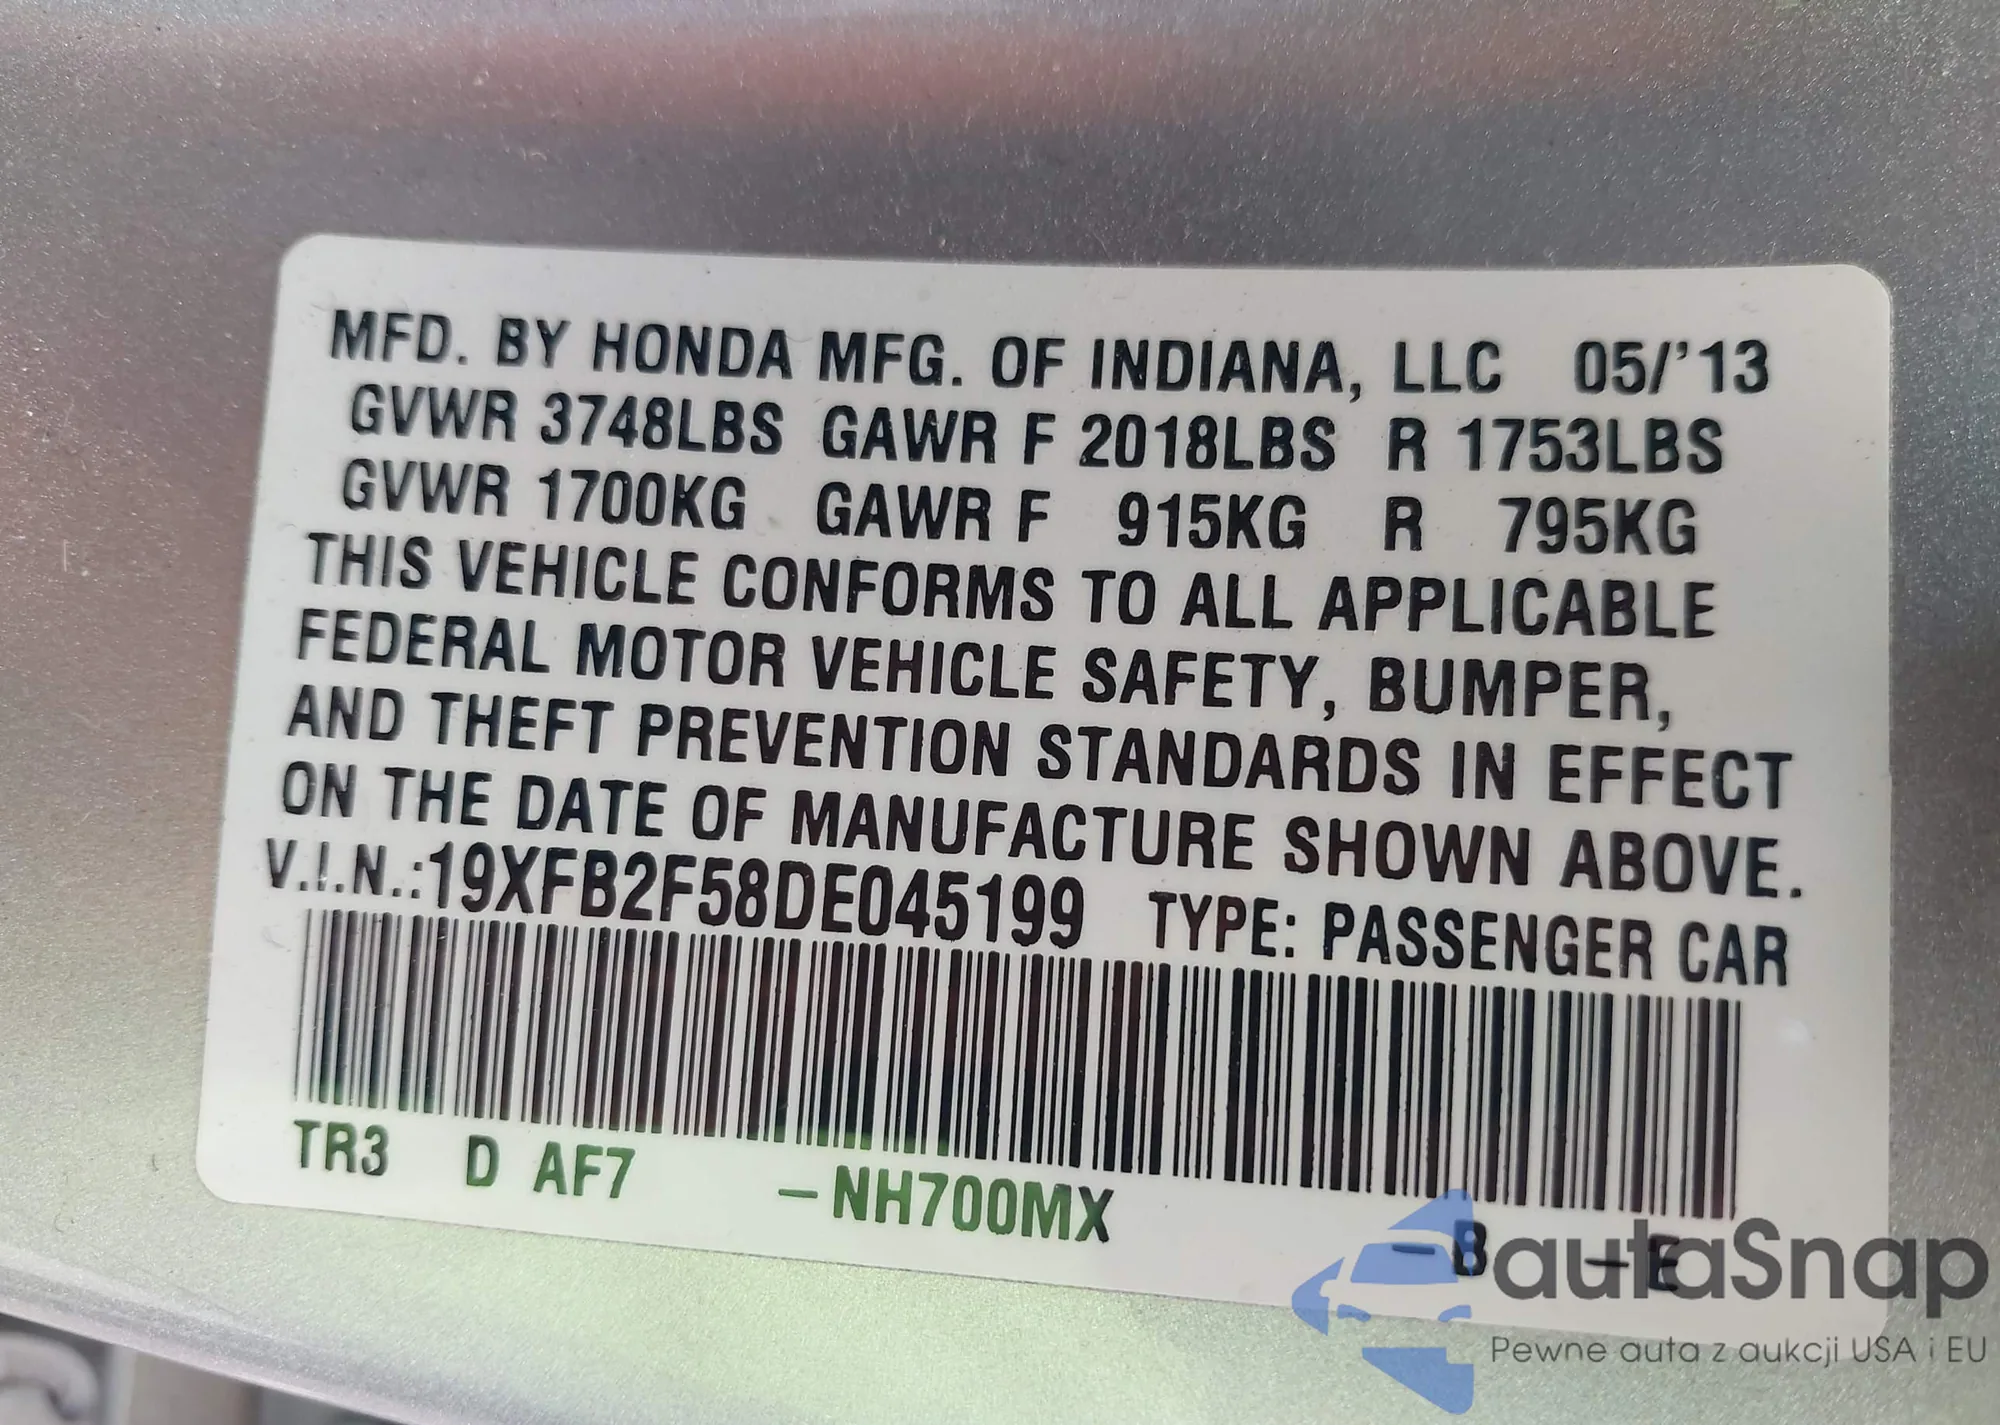 MFD. BY HONDA MFG. OF INDIANA, LLC 05/'13
GVWR 3748LBS GAWR F 2018LBS R 1753LBS
GVWR 1700KG GAWR F 915KG R 795KG
THIS VEHICLE CONFORMS TO ALL APPLICABLE
FEDERAL MOTOR VEHICLE SAFETY, BUMPER,
AND THEFT PREVENTION STANDARDS IN EFFECT
ON THE DATE OF MANUFACTURE SHOWN ABOVE.
V.I.N.:19XFB2F58DE045199 TYPE: PASSENGER CAR
TR3 D AF7 –NH700MX –B –E
autaSnap
Pewne auta z aukcji USA i EU